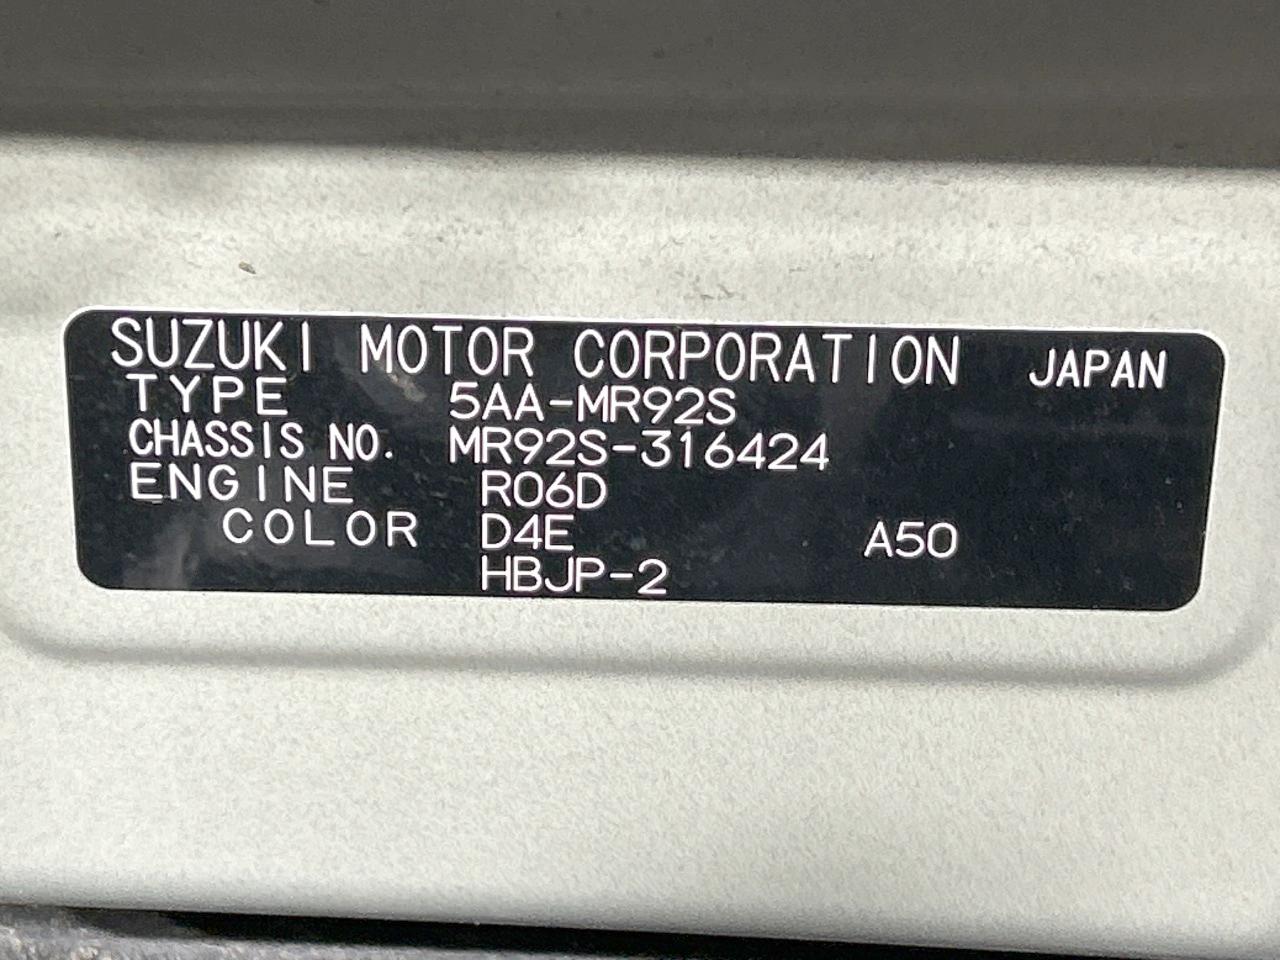 SUZUKI MOTOR CORPORATION JAPAN
TYPE 5AA-MR92S
CHASSIS NO. MR92S-316424
ENGINE R06D
COLOR D4E A50
HBJP-2